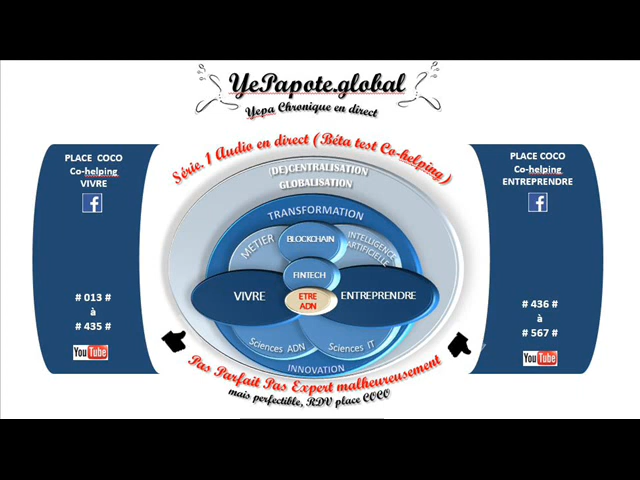 YePapote.global
Yepa Chronique en direct
Série, 1 Audio en direct (Béta test Co-helping)
PLACE COCO
Co-helping
VIVRE
# 013 #
à
# 435 #
YouTube
(DE)CENTRALISATION
GLOBALISATION
TRANSFORMATION
METIER
BLOCKCHAIN
INTELLIGENCE
ARTIFICIELLE
FINTECH
VIVRE
ETRE
ADN
ENTREPRENDRE
Sciences ADN
Sciences IT
INNOVATION
PLACE COCO
Co-helping
ENTREPRENDRE
# 436 #
à
# 567 #
YouTube
Pas Parfait Pas Expert malheureusement
mais perfectible, RDV place COCO